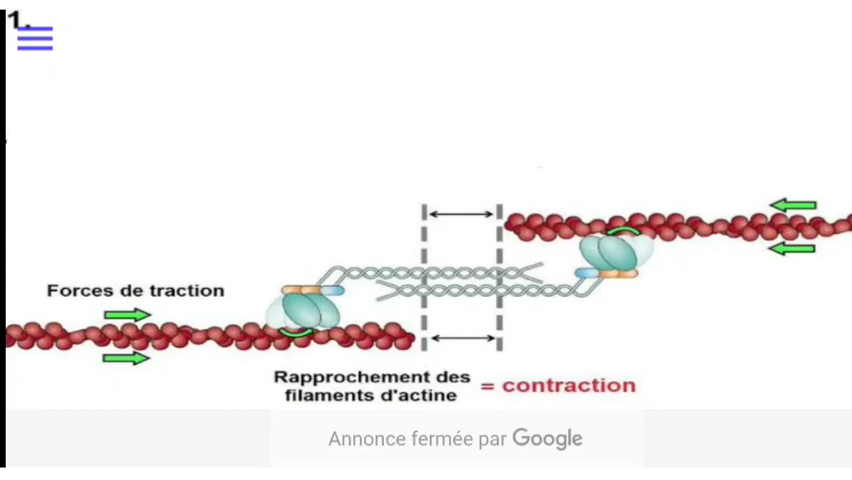 1.
Forces de traction
Rapprochement des
filaments d'actine
= contraction
Annonce fermée par Google